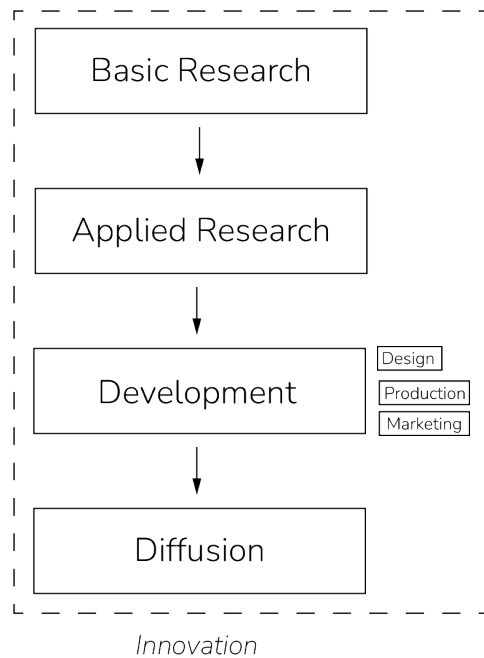 Basic Research
Applied Research
Development
Design
Production
Marketing
Diffusion
Innovation